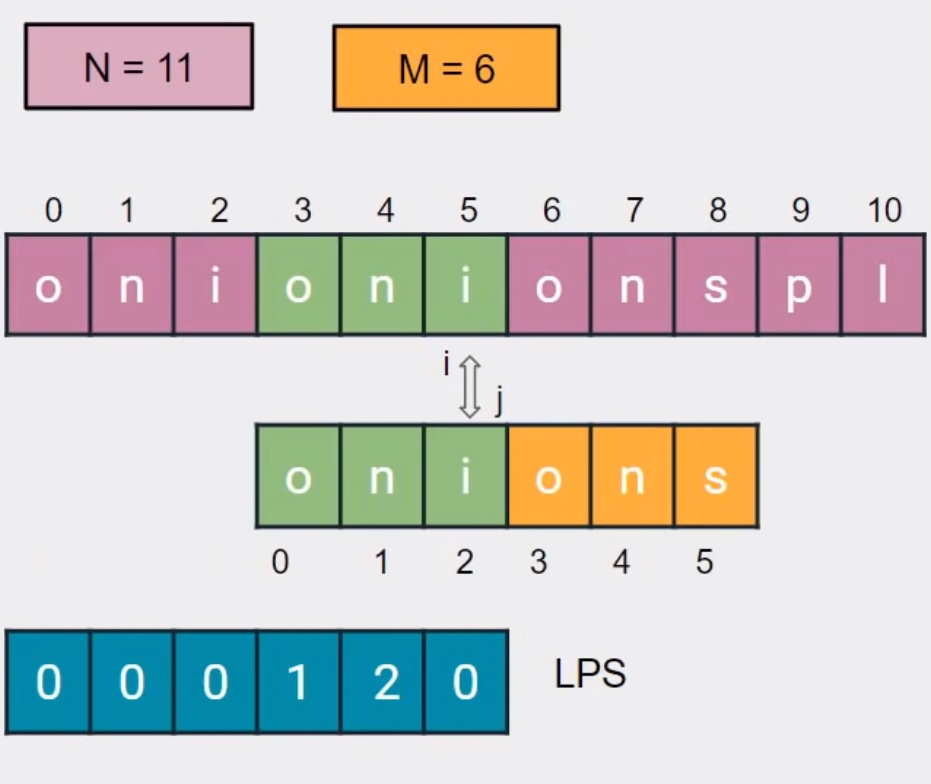 N = 11 M = 6
0 1 2 3 4 5 6 7 8 9 10
o n i o n i o n s p l
i j
o n i o n s
0 1 2 3 4 5
0 0 0 1 2 0 LPS